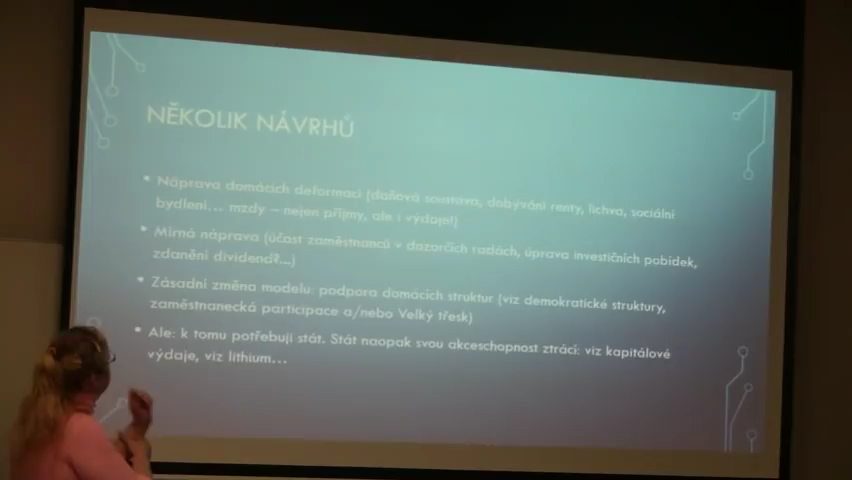 NĚKOLIK NÁVRHŮ
• Náprava domácích deformací (daňová soustava, dobývání renty, lichva, sociální
bydlení... mzdy – nejen příjmy, ale i výdaje!)
• Mírná náprava (účast zaměstnanců v dozorčích radách, úprava investičních pobídek,
zdanění dividend?...)
• Zásadní změna modelu: podpora domácích struktur (viz demokratické struktury,
zaměstnanecká participace a/nebo Velký třesk)
• Ale: k tomu potřebuji stát. Stát naopak svou akceschopnost ztrácí: viz kapitálové
výdaje, viz lithium...